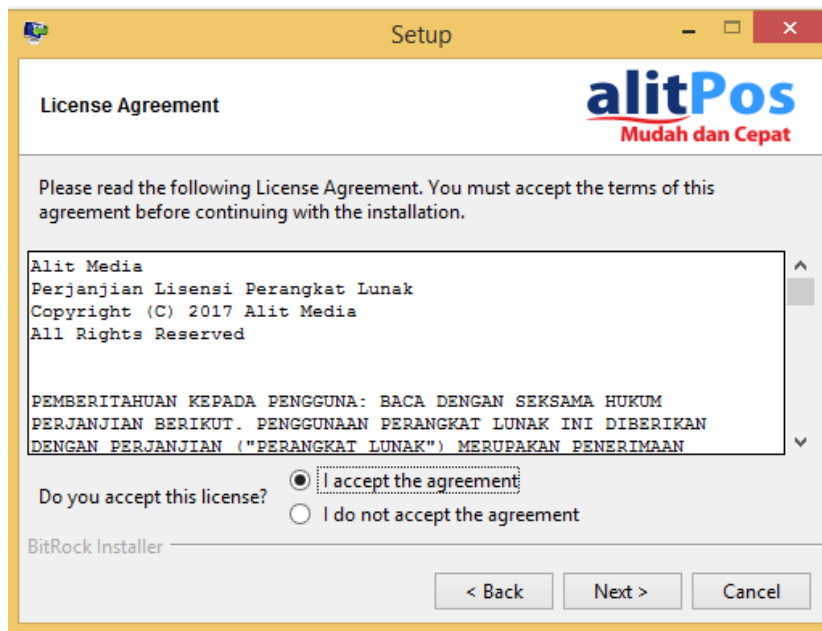 Setup
License Agreement
alitPos
Mudah dan Cepat
Please read the following License Agreement. You must accept the terms of this
agreement before continuing with the installation.
Alit Media
Perjanjian Lisensi Perangkat Lunak
Copyright (C) 2017 Alit Media
All Rights Reserved
PEMBERITAHUAN KEPADA PENGGUNA: BACA DENGAN SEKSAMA HUKUM
PERJANJIAN BERIKUT. PENGGUNAAN PERANGKAT LUNAK INI DIBERIKAN
DENGAN PERJANJIAN ("PERANGKAT LUNAK") MERUPAKAN PENERIMAAN
Do you accept this license?
I accept the agreement
I do not accept the agreement
BitRock Installer
< Back
Next >
Cancel